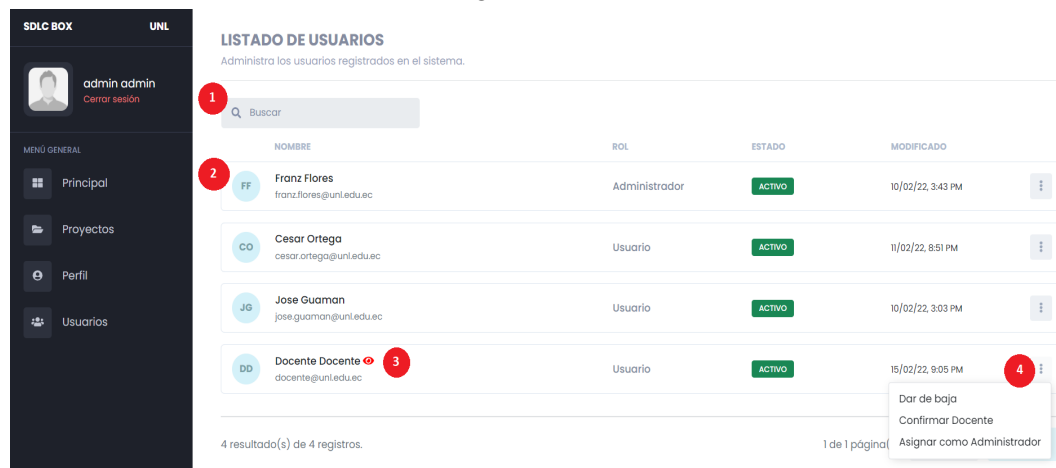 SDLC BOX UNL
admin admin
Cerrar sesión
MENÚ GENERAL
Principal
Proyectos
Perfil
Usuarios
LISTADO DE USUARIOS
Administra los usuarios registrados en el sistema.
1
Buscar
NOMBRE ROL ESTADO MODIFICADO
2
FF Franz Flores Administrador ACTIVO 10/02/22, 3:43 PM
franz.flores@unl.edu.ec
CO Cesar Ortega Usuario ACTIVO 11/02/22, 8:51 PM
cesar.ortega@unl.edu.ec
JG Jose Guaman Usuario ACTIVO 10/02/22, 3:03 PM
jose.guaman@unl.edu.ec
DD Docente Docente 3 Usuario ACTIVO 15/02/22, 9:05 PM 4
docente@unl.edu.ec
Dar de baja
Confirmar Docente
Asignar como Administrador
4 resultado(s) de 4 registros. 1 de 1 página(